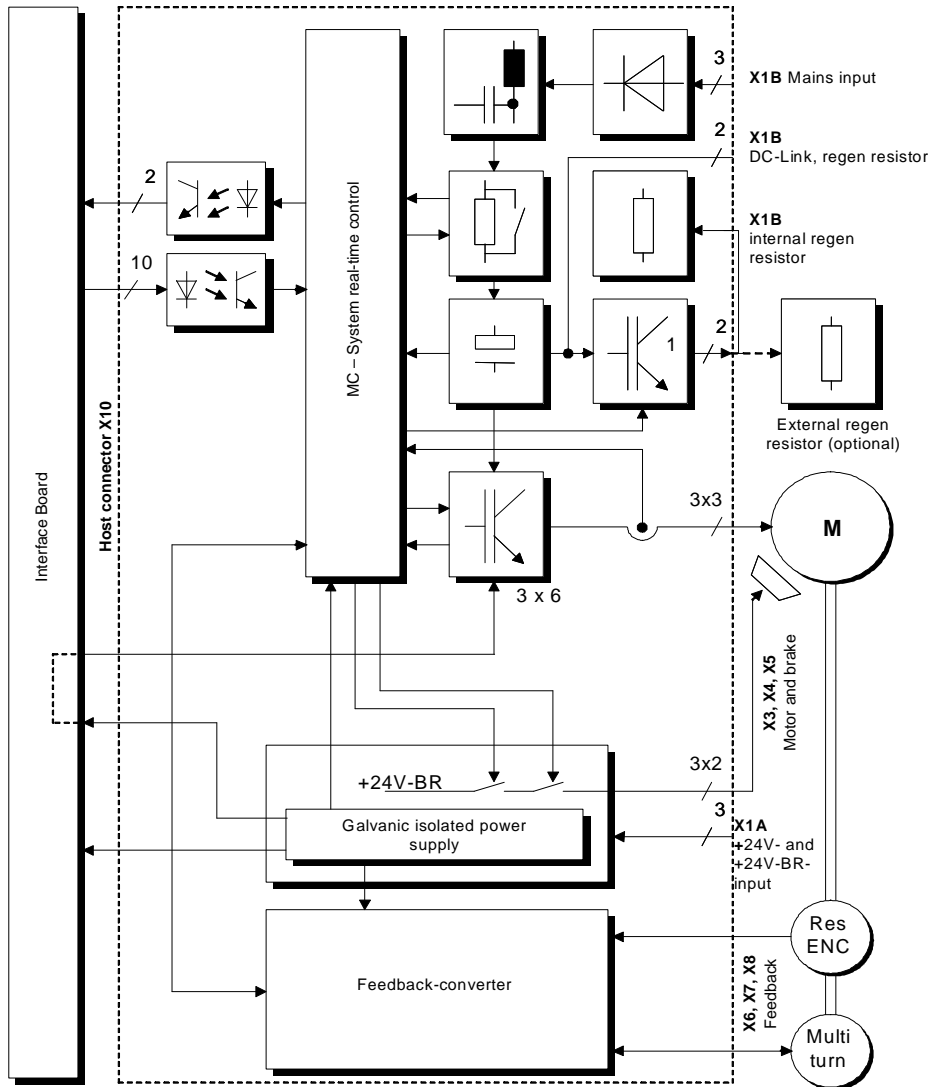 3
X1B Mains input
2
X1B
DC-Link, regen resistor
X1B
internal regen
resistor
2
10
MC – System real-time control
1
2
External regen
resistor (optional)
Host connector X10
Interface Board
3x3
M
3 x 6
X3, X4, X5
Motor and brake
+24V-BR
3x2
Galvanic isolated power
supply
3
X1A
+24V- and
+24V-BR-
input
Res
ENC
Feedback-converter
X6, X7, X8
Feedback
Multi
turn